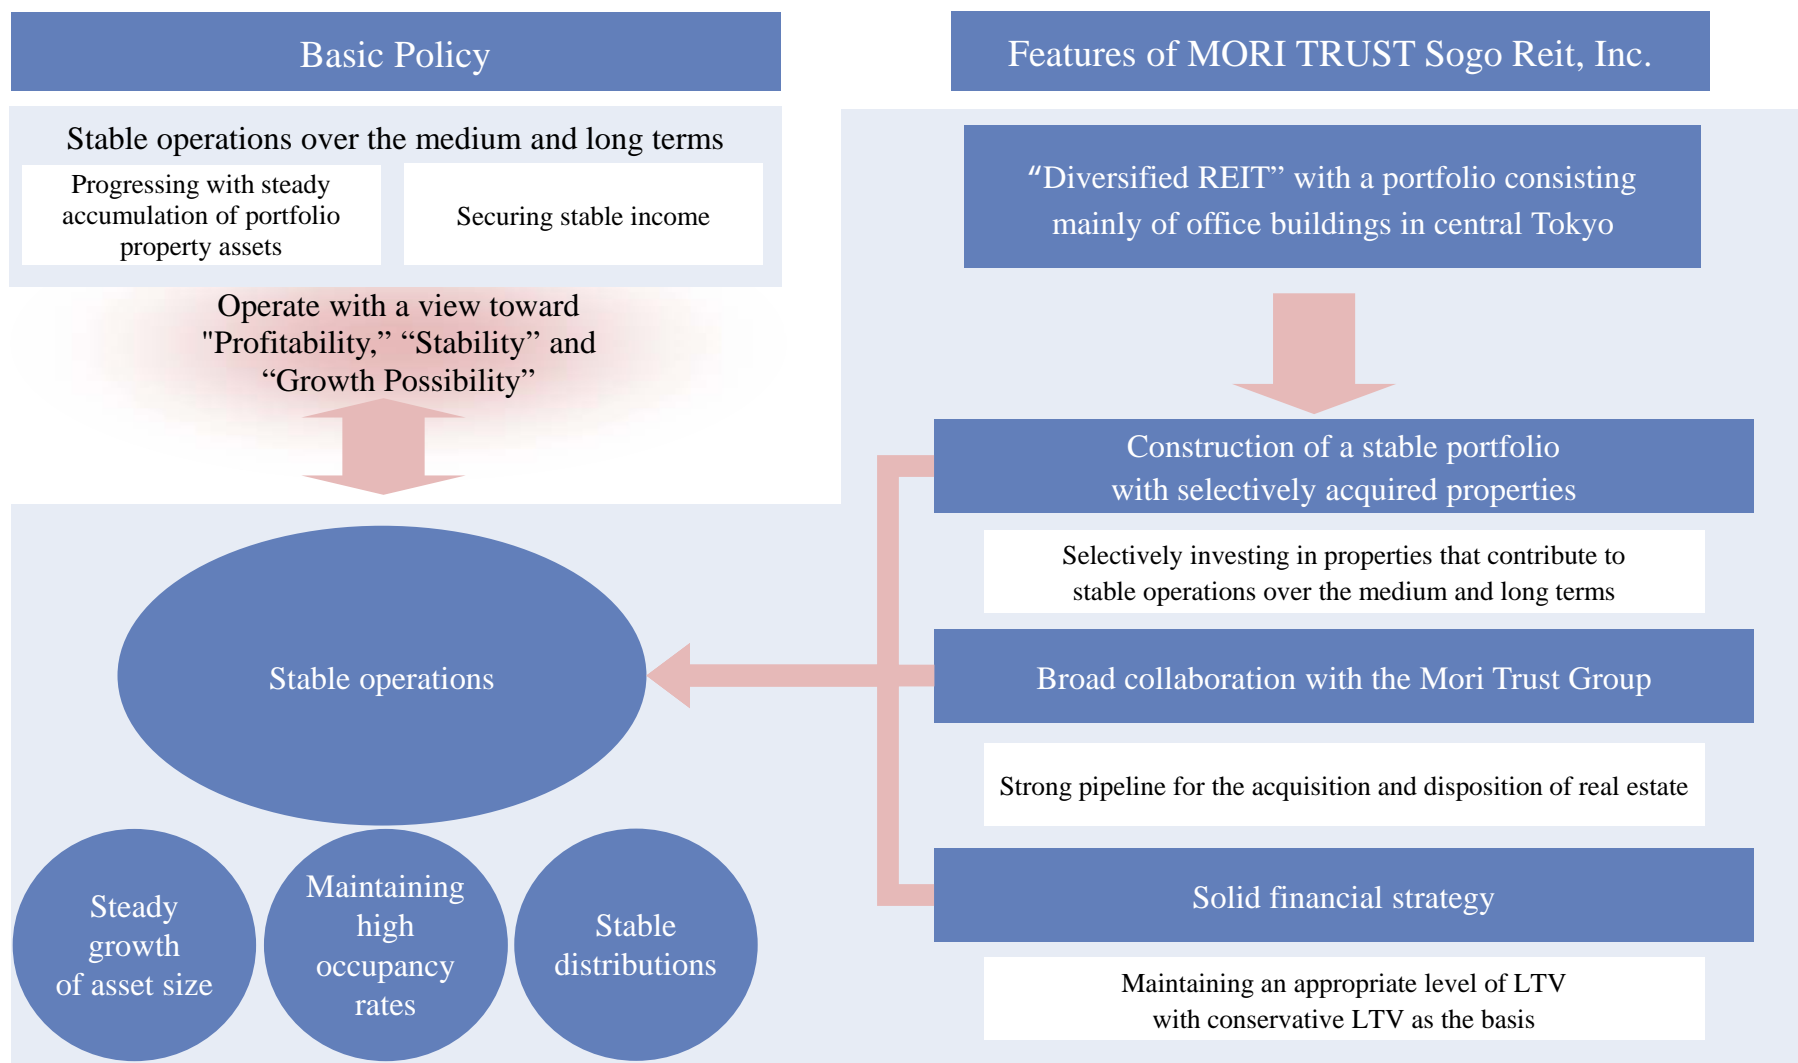 Basic Policy
Stable operations over the medium and long terms
Progressing with steady
accumulation of portfolio
property assets
Securing stable income
Operate with a view toward
"Profitability,” “Stability” and
“Growth Possibility”
Stable operations
Steady
growth
of asset size
Maintaining
high
occupancy
rates
Stable
distributions
Features of MORI TRUST Sogo Reit, Inc.
“Diversified REIT” with a portfolio consisting
mainly of office buildings in central Tokyo
Construction of a stable portfolio
with selectively acquired properties
Selectively investing in properties that contribute to
stable operations over the medium and long terms
Broad collaboration with the Mori Trust Group
Strong pipeline for the acquisition and disposition of real estate
Solid financial strategy
Maintaining an appropriate level of LTV
with conservative LTV as the basis